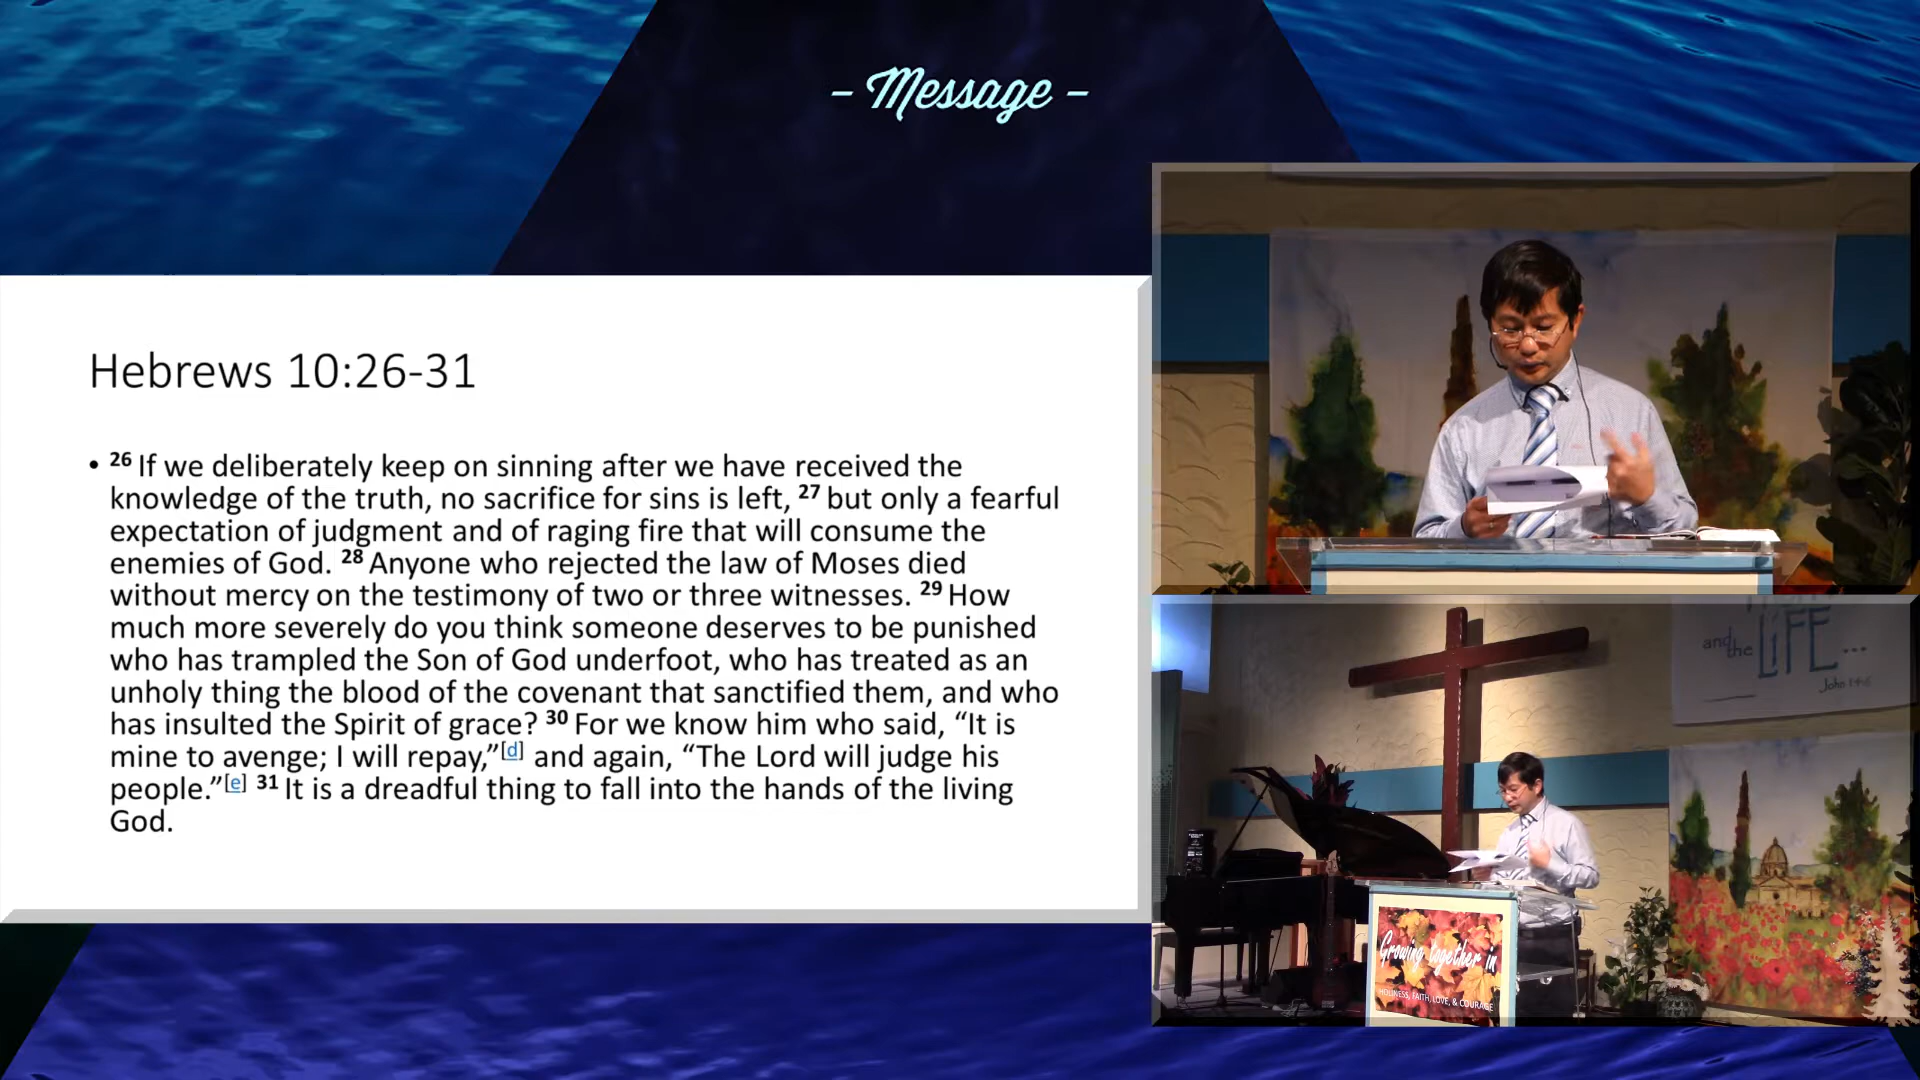 - Message -
Hebrews 10:26-31
• 26 If we deliberately keep on sinning after we have received the
knowledge of the truth, no sacrifice for sins is left, 27 but only a fearful
expectation of judgment and of raging fire that will consume the
enemies of God. 28 Anyone who rejected the law of Moses died
without mercy on the testimony of two or three witnesses. 29 How
much more severely do you think someone deserves to be punished
who has trampled the Son of God underfoot, who has treated as an
unholy thing the blood of the covenant that sanctified them, and who
has insulted the Spirit of grace? 30 For we know him who said, “It is
mine to avenge; I will repay,”[d] and again, “The Lord will judge his
people.”[e] 31 It is a dreadful thing to fall into the hands of the living
God.
and the LiFE...
John 14:6
Growing together in
HOLINESS, FAITH, LOVE, & COURAGE